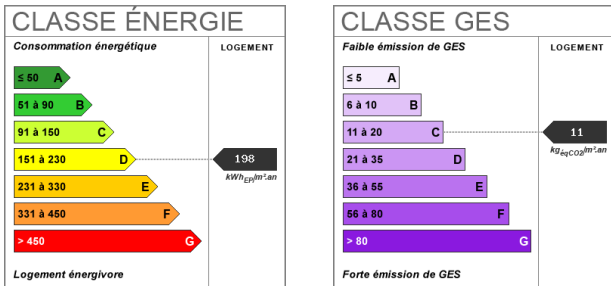 CLASSE ÉNERGIE
Consommation énergétique
LOGEMENT
≤ 50 A
51 à 90 B
91 à 150 C
151 à 230 D
198
kWhEP/m².an
231 à 330 E
331 à 450 F
> 450 G
Logement énergivore
CLASSE GES
Faible émission de GES
LOGEMENT
≤ 5 A
6 à 10 B
11 à 20 C
11
kgéqCO2/m².an
21 à 35 D
36 à 55 E
56 à 80 F
> 80 G
Forte émission de GES